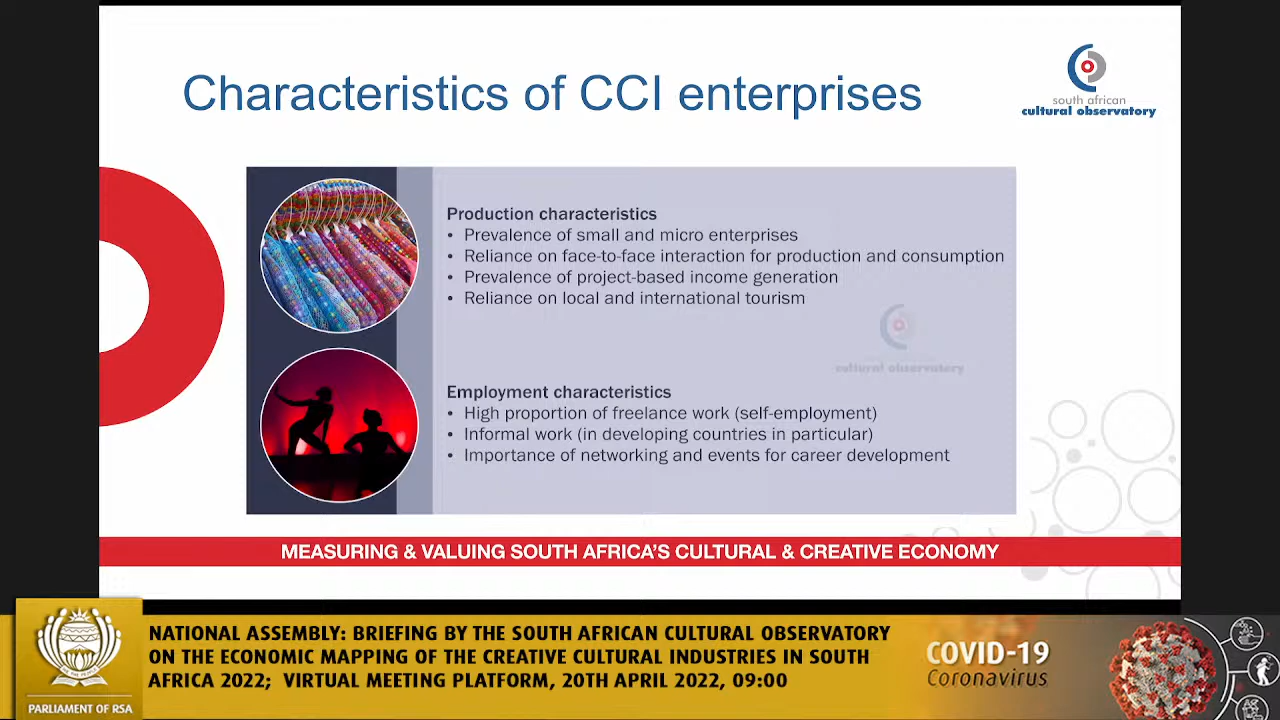 Characteristics of CCI enterprises
south african
cultural observatory
Production characteristics
• Prevalence of small and micro enterprises
• Reliance on face-to-face interaction for production and consumption
• Prevalence of project-based income generation
• Reliance on local and international tourism
cultural observatory
Employment characteristics
• High proportion of freelance work (self-employment)
• Informal work (in developing countries in particular)
• Importance of networking and events for career development
MEASURING & VALUING SOUTH AFRICA'S CULTURAL & CREATIVE ECONOMY
NATIONAL ASSEMBLY: BRIEFING BY THE SOUTH AFRICAN CULTURAL OBSERVATORY
ON THE ECONOMIC MAPPING OF THE CREATIVE CULTURAL INDUSTRIES IN SOUTH
AFRICA 2022; VIRTUAL MEETING PLATFORM, 20TH APRIL 2022, 09:00
PARLIAMENT OF RSA
COVID-19
Coronavirus